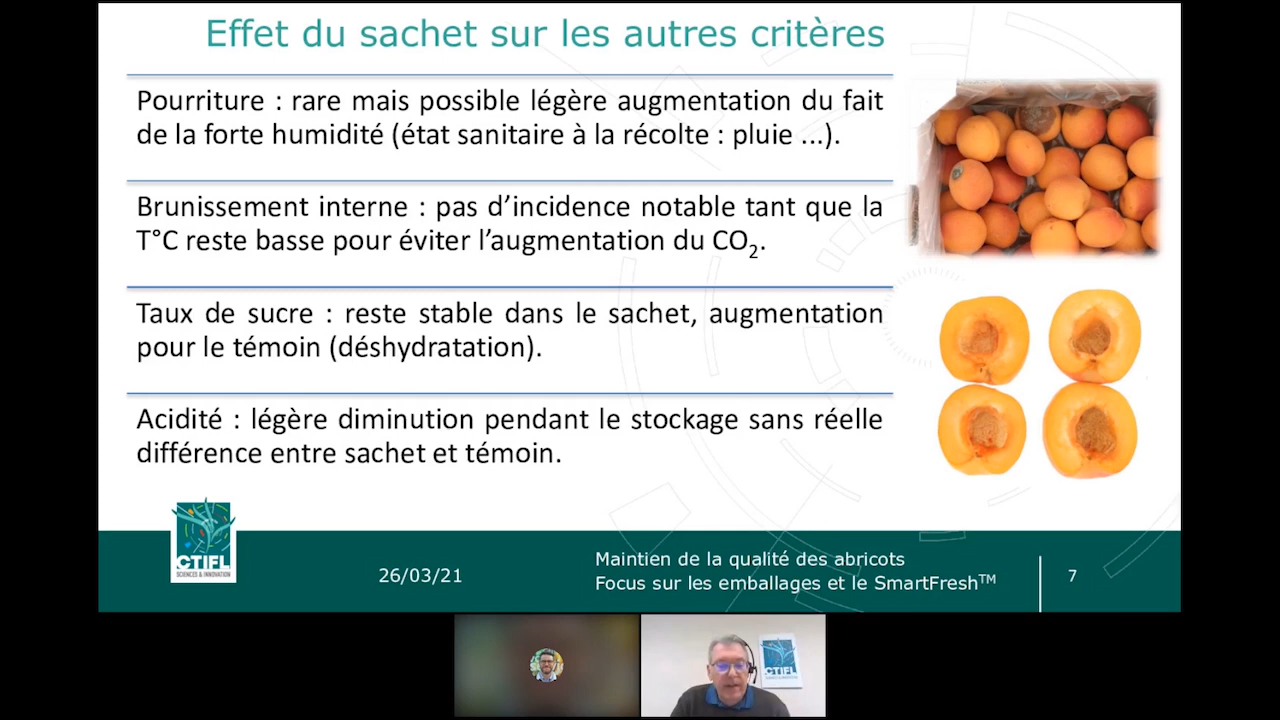 Effet du sachet sur les autres critères
Pourriture : rare mais possible légère augmentation du fait
de la forte humidité (état sanitaire à la récolte : pluie ...).
Brunissement interne : pas d’incidence notable tant que la
T°C reste basse pour éviter l’augmentation du CO₂.
Taux de sucre : reste stable dans le sachet, augmentation
pour le témoin (déshydratation).
Acidité : légère diminution pendant le stockage sans réelle
différence entre sachet et témoin.
CTIFL
SCIENCES & INNOVATION
26/03/21
Maintien de la qualité des abricots
Focus sur les emballages et le SmartFresh™
7
CTIFL